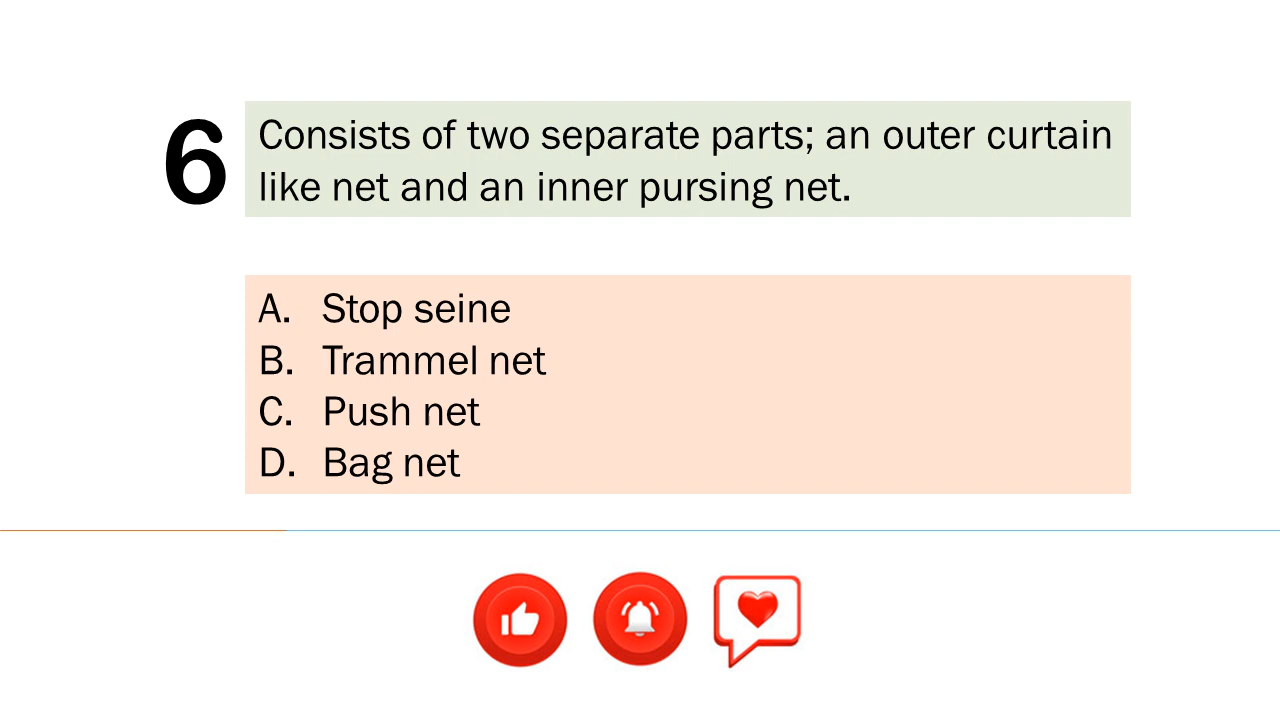 6
Consists of two separate parts; an outer curtain
like net and an inner pursing net.
A. Stop seine
B. Trammel net
C. Push net
D. Bag net